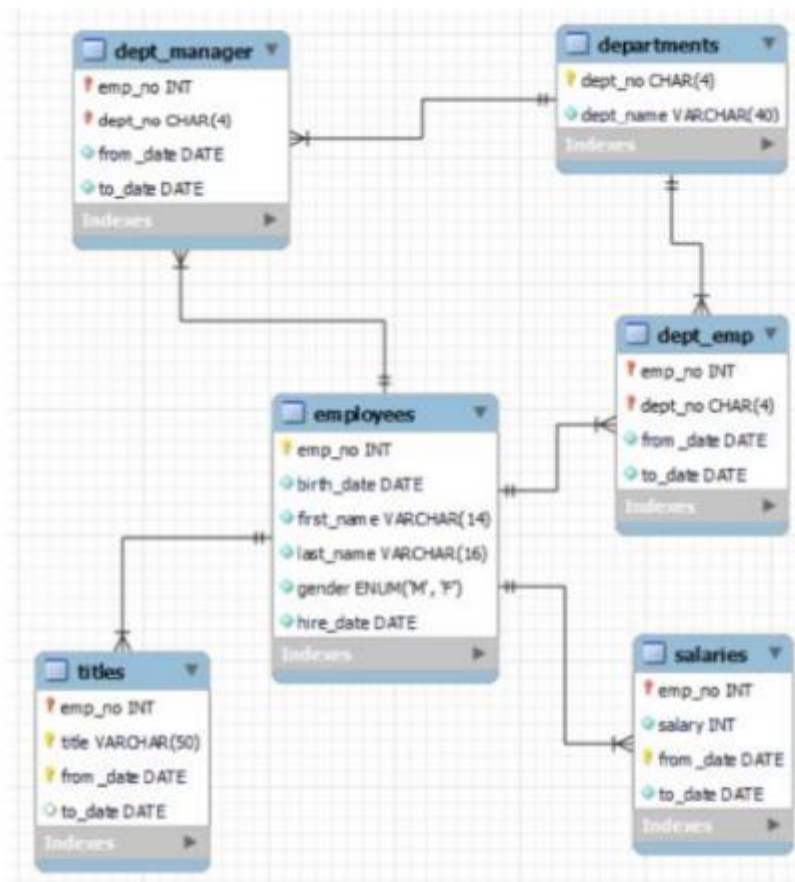 dept_manager
emp_no INT
dept_no CHAR(4)
from_date DATE
to_date DATE
Indexes
departments
dept_no CHAR(4)
dept_name VARCHAR(40)
Indexes
dept_emp
emp_no INT
dept_no CHAR(4)
from_date DATE
to_date DATE
Indexes
employees
emp_no INT
birth_date DATE
first_name VARCHAR(14)
last_name VARCHAR(16)
gender ENUM('M', 'F')
hire_date DATE
Indexes
titles
emp_no INT
title VARCHAR(50)
from_date DATE
to_date DATE
Indexes
salaries
emp_no INT
salary INT
from_date DATE
to_date DATE
Indexes